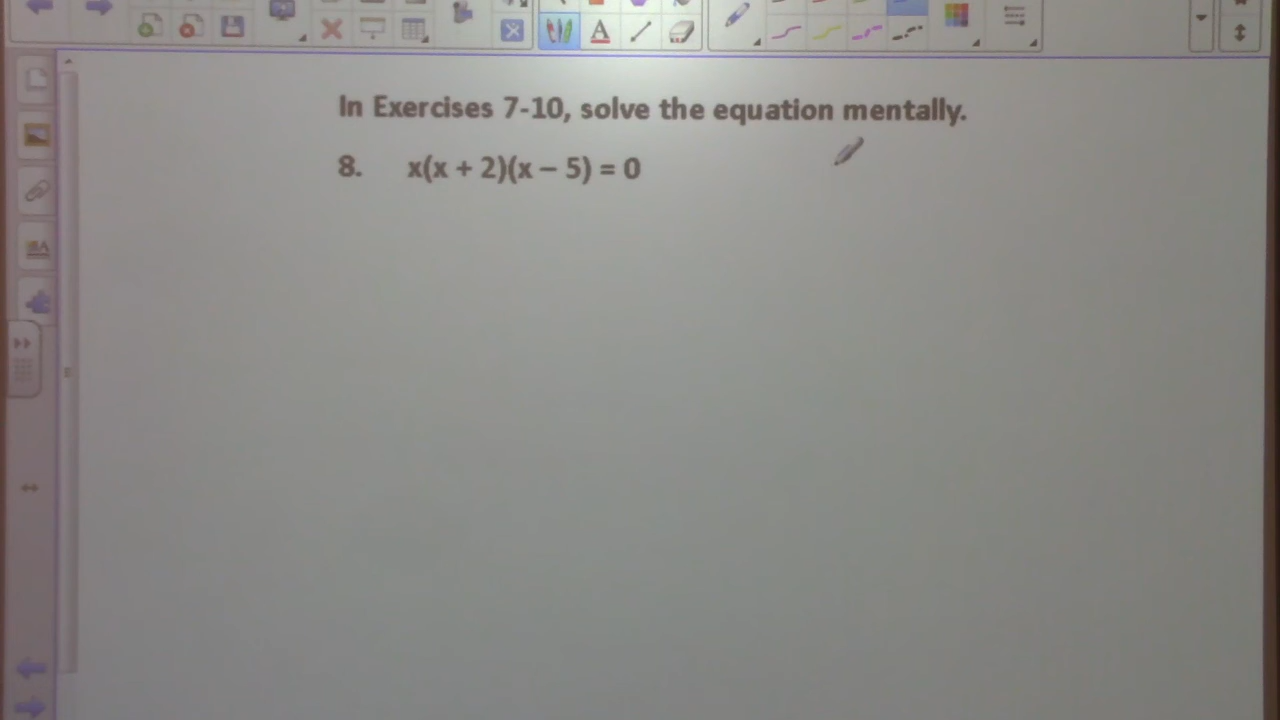 In Exercises 7-10, solve the equation mentally.
8. x(x + 2)(x – 5) = 0